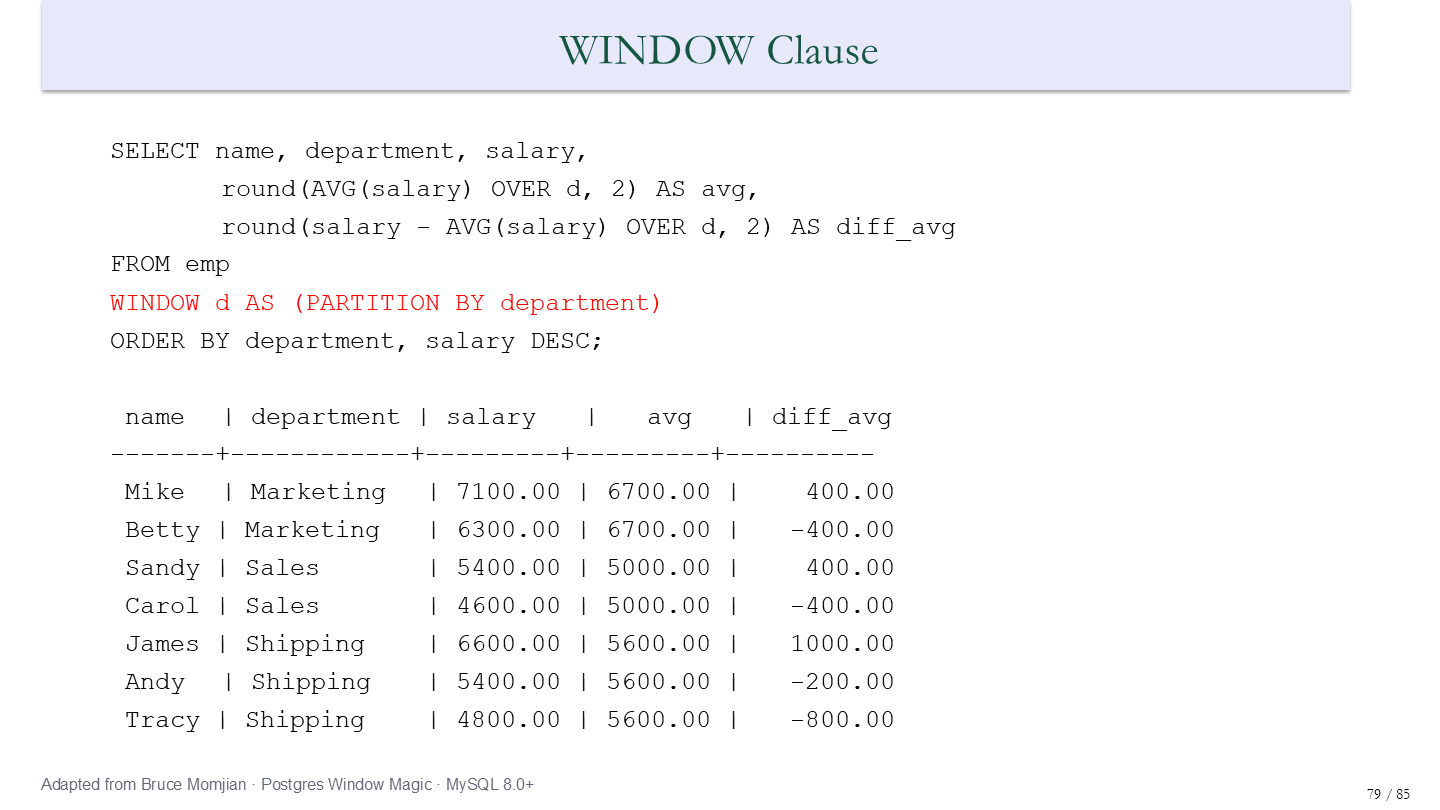 WINDOW Clause
SELECT name, department, salary,
round(AVG(salary) OVER d, 2) AS avg,
round(salary - AVG(salary) OVER d, 2) AS diff_avg
FROM emp
WINDOW d AS (PARTITION BY department)
ORDER BY department, salary DESC;
name | department | salary | avg | diff_avg
-------+------------+---------+---------+----------
Mike | Marketing | 7100.00 | 6700.00 | 400.00
Betty | Marketing | 6300.00 | 6700.00 | -400.00
Sandy | Sales | 5400.00 | 5000.00 | 400.00
Carol | Sales | 4600.00 | 5000.00 | -400.00
James | Shipping | 6600.00 | 5600.00 | 1000.00
Andy | Shipping | 5400.00 | 5600.00 | -200.00
Tracy | Shipping | 4800.00 | 5600.00 | -800.00
Adapted from Bruce Momjian · Postgres Window Magic · MySQL 8.0+
79 / 85